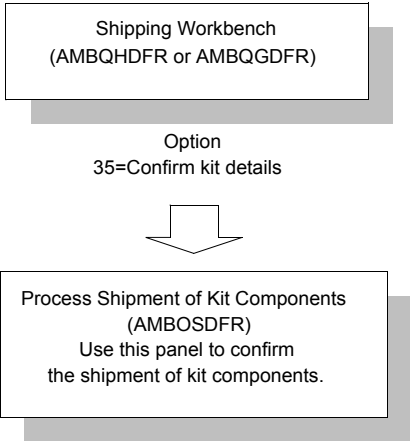 Shipping Workbench
(AMBQHDFR or AMBQGDFR)
Option
35=Confirm kit details
Process Shipment of Kit Components
(AMBOSDFR)
Use this panel to confirm
the shipment of kit components.